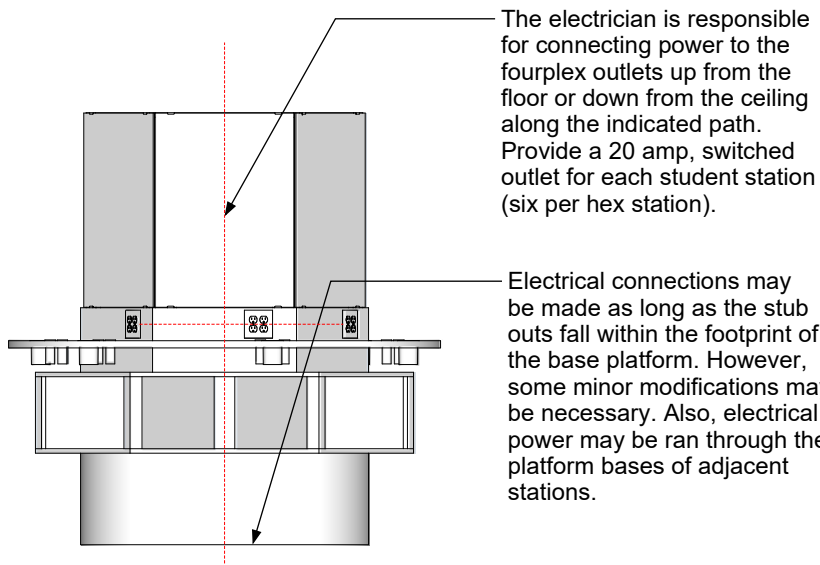 The electrician is responsible
for connecting power to the
fourplex outlets up from the
floor or down from the ceiling
along the indicated path.
Provide a 20 amp, switched
outlet for each student station
(six per hex station).
Electrical connections may
be made as long as the stub
outs fall within the footprint of
the base platform. However,
some minor modifications ma
be necessary. Also, electrical
power may be ran through the
platform bases of adjacent
stations.